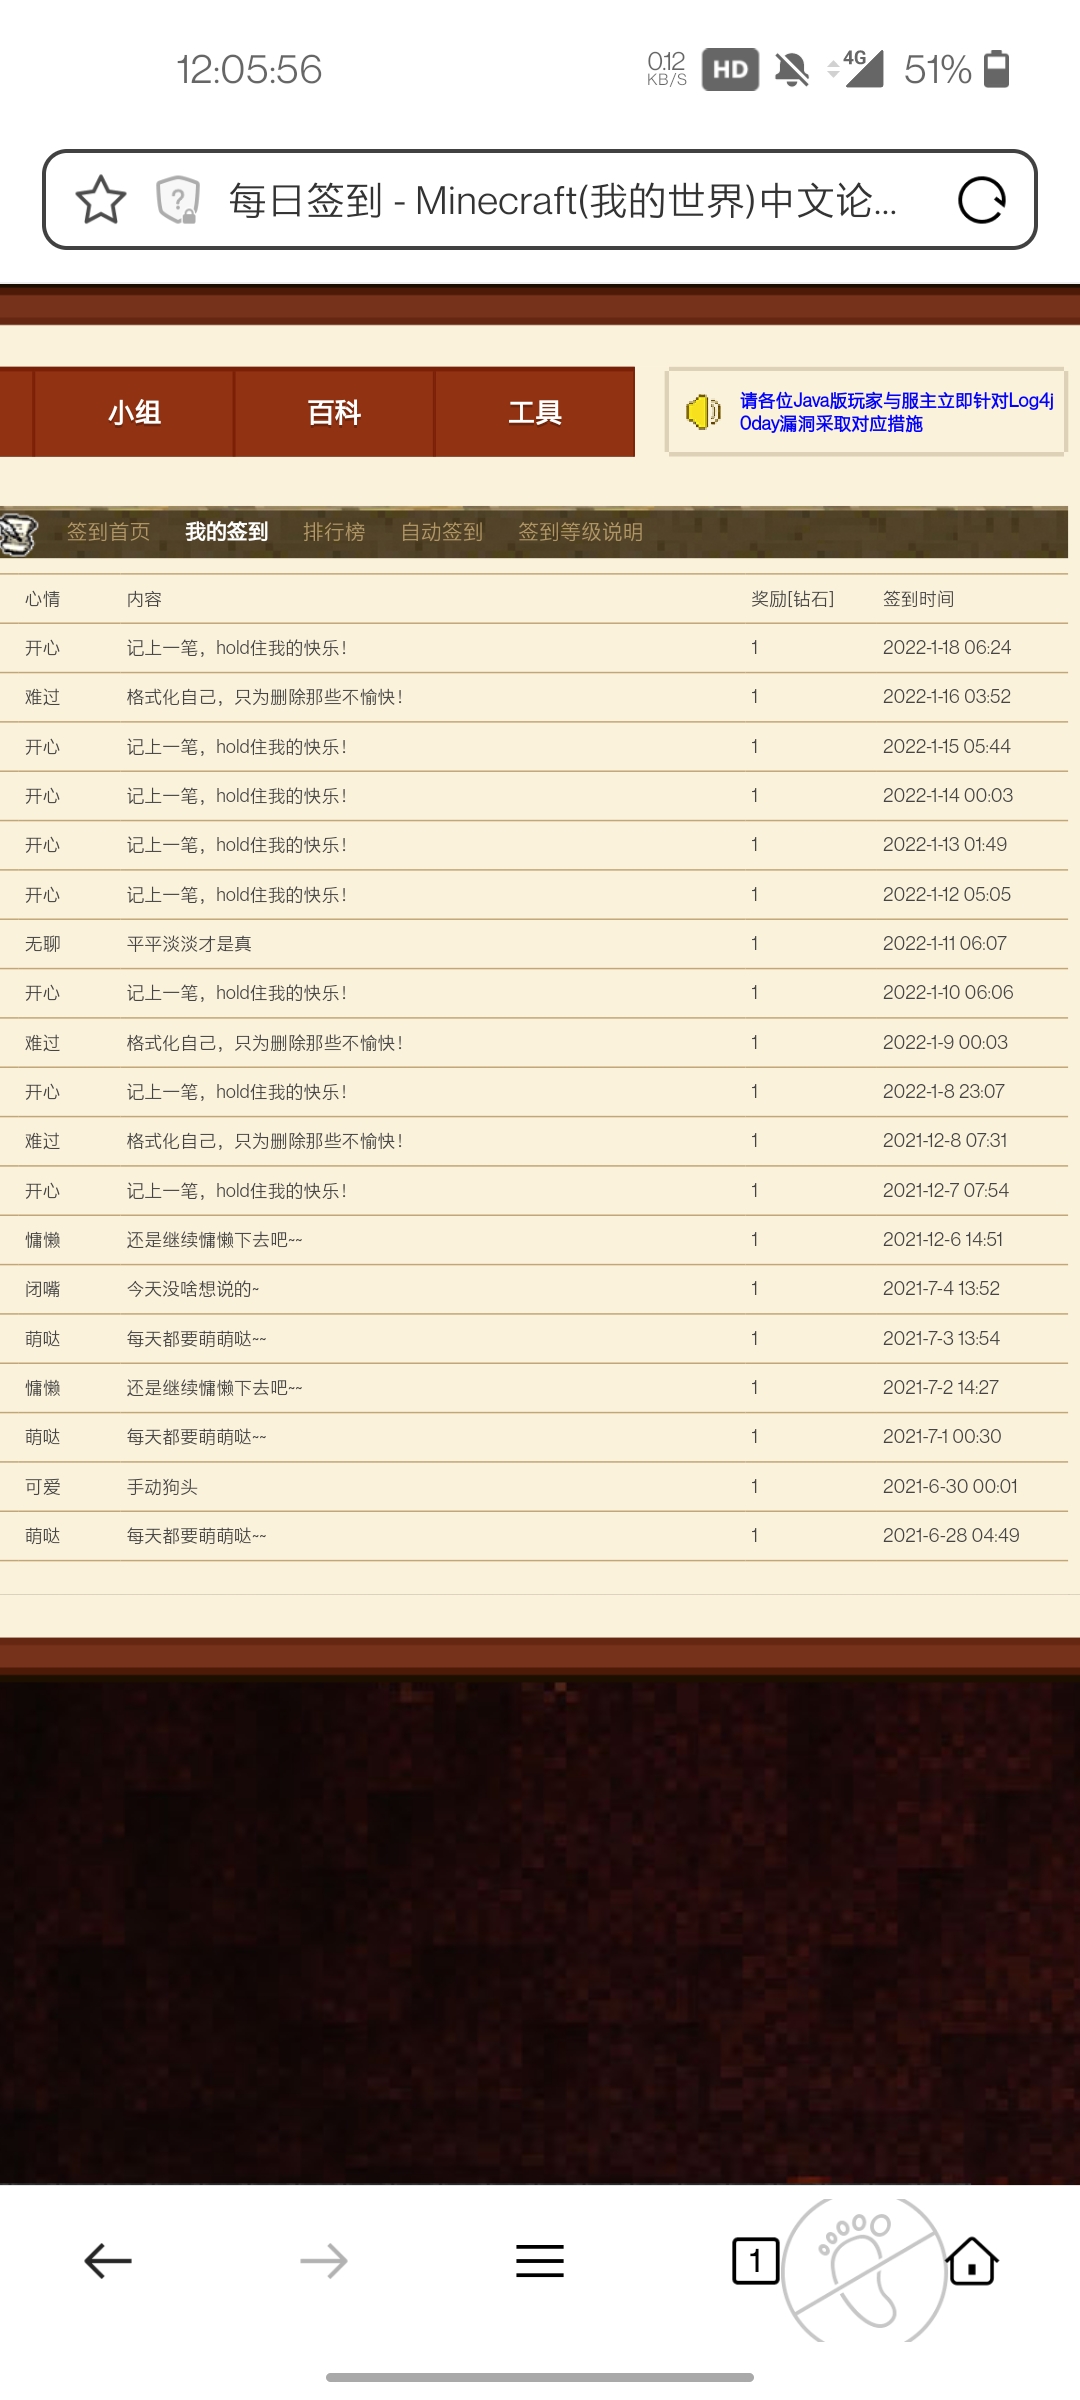 12:05:56
0.12
KB/S
HD
4G
51%
每日签到 - Minecraft(我的世界)中文论...
小组
百科
工具
请各位Java版玩家与服主立即针对Log4j
0day漏洞采取对应措施
签到首页 我的签到 排行榜 自动签到 签到等级说明
心情 内容 奖励[钻石] 签到时间
开心 记上一笔，hold住我的快乐！ 1 2022-1-18 06:24
难过 格式化自己，只为删除那些不愉快！ 1 2022-1-16 03:52
开心 记上一笔，hold住我的快乐！ 1 2022-1-15 05:44
开心 记上一笔，hold住我的快乐！ 1 2022-1-14 00:03
开心 记上一笔，hold住我的快乐！ 1 2022-1-13 01:49
开心 记上一笔，hold住我的快乐！ 1 2022-1-12 05:05
无聊 平平淡淡才是真 1 2022-1-11 06:07
开心 记上一笔，hold住我的快乐！ 1 2022-1-10 06:06
难过 格式化自己，只为删除那些不愉快！ 1 2022-1-9 00:03
开心 记上一笔，hold住我的快乐！ 1 2022-1-8 23:07
难过 格式化自己，只为删除那些不愉快！ 1 2021-12-8 07:31
开心 记上一笔，hold住我的快乐！ 1 2021-12-7 07:54
慵懒 还是继续慵懒下去吧~~ 1 2021-12-6 14:51
闭嘴 今天没啥想说的~ 1 2021-7-4 13:52
萌哒 每天都要萌萌哒~~ 1 2021-7-3 13:54
慵懒 还是继续慵懒下去吧~~ 1 2021-7-2 14:27
萌哒 每天都要萌萌哒~~ 1 2021-7-1 00:30
可爱 手动狗头 1 2021-6-30 00:01
萌哒 每天都要萌萌哒~~ 1 2021-6-28 04:49
1